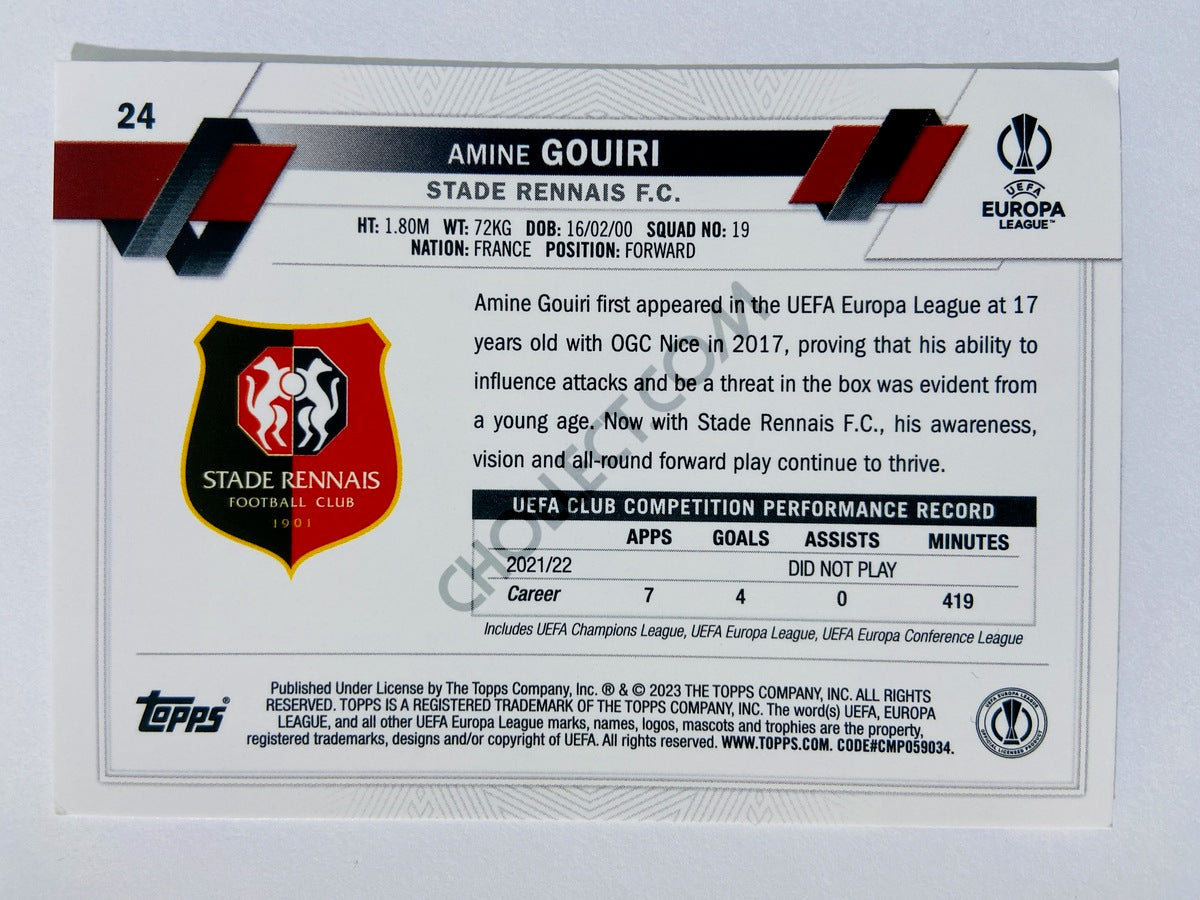 24
AMINE GOUIRI
STADE RENNAIS F.C.
UEFA
EUROPA
LEAGUE™
HT: 1.80M WT: 72KG DOB: 16/02/00 SQUAD NO: 19
NATION: FRANCE POSITION: FORWARD
Amine Gouiri first appeared in the UEFA Europa League at 17
years old with OGC Nice in 2017, proving that his ability to
influence attacks and be a threat in the box was evident from
a young age. Now with Stade Rennais F.C., his awareness,
vision and all-round forward play continue to thrive.
STADE RENNAIS
FOOTBALL CLUB
1901
CHOLLECT.COM
UEFA CLUB COMPETITION PERFORMANCE RECORD
APPS GOALS ASSISTS MINUTES
2021/22 DID NOT PLAY
Career 7 4 0 419
Includes UEFA Champions League, UEFA Europa League, UEFA Europa Conference League
Topps®
Published Under License by The Topps Company, Inc. ® & © 2023 THE TOPPS COMPANY, INC. ALL RIGHTS
RESERVED. TOPPS IS A REGISTERED TRADEMARK OF THE TOPPS COMPANY, INC. The word(s) UEFA, EUROPA
LEAGUE, and all other UEFA Europa League marks, names, logos, mascots and trophies are the property,
registered trademarks, designs and/or copyright of UEFA. All rights reserved. WWW.TOPPS.COM. CODE#CMP059034.
UEFA EUROPA LEAGUE
OFFICIAL LICENSED PRODUCT